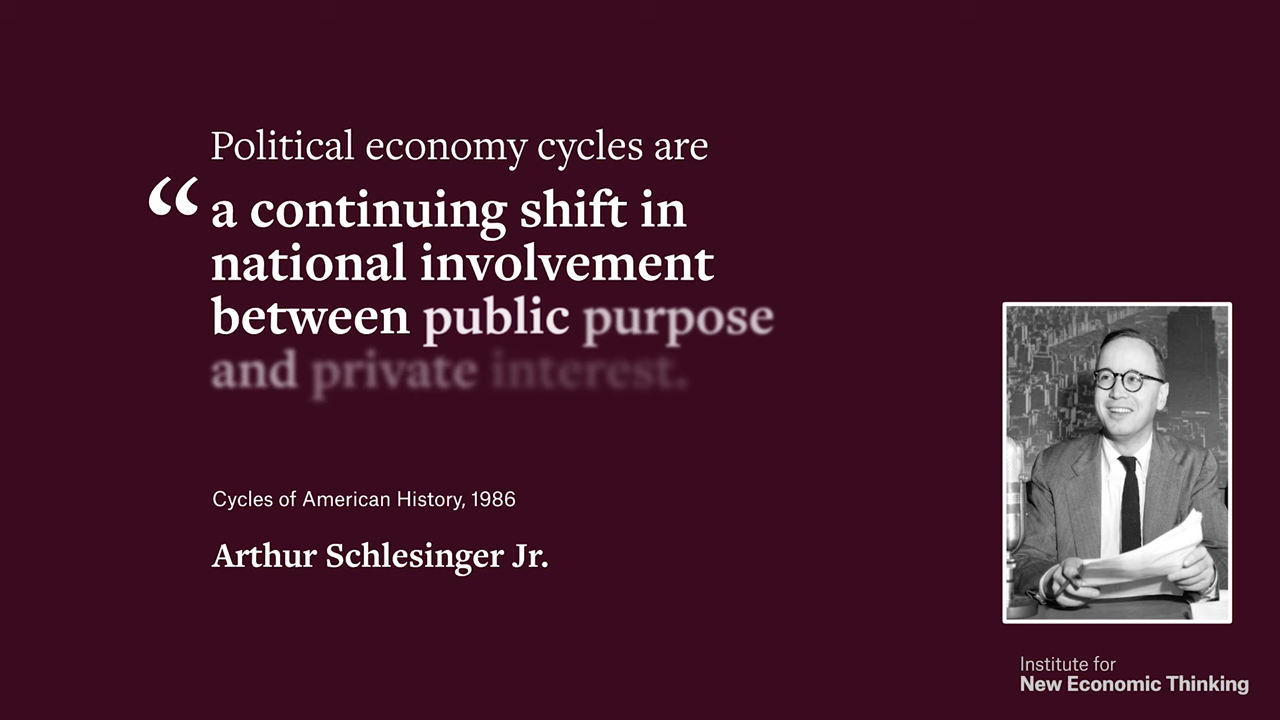 Political economy cycles are
“a continuing shift in
national involvement
between public purpose
and private interest.
Cycles of American History, 1986
Arthur Schlesinger Jr.
Institute for
New Economic Thinking